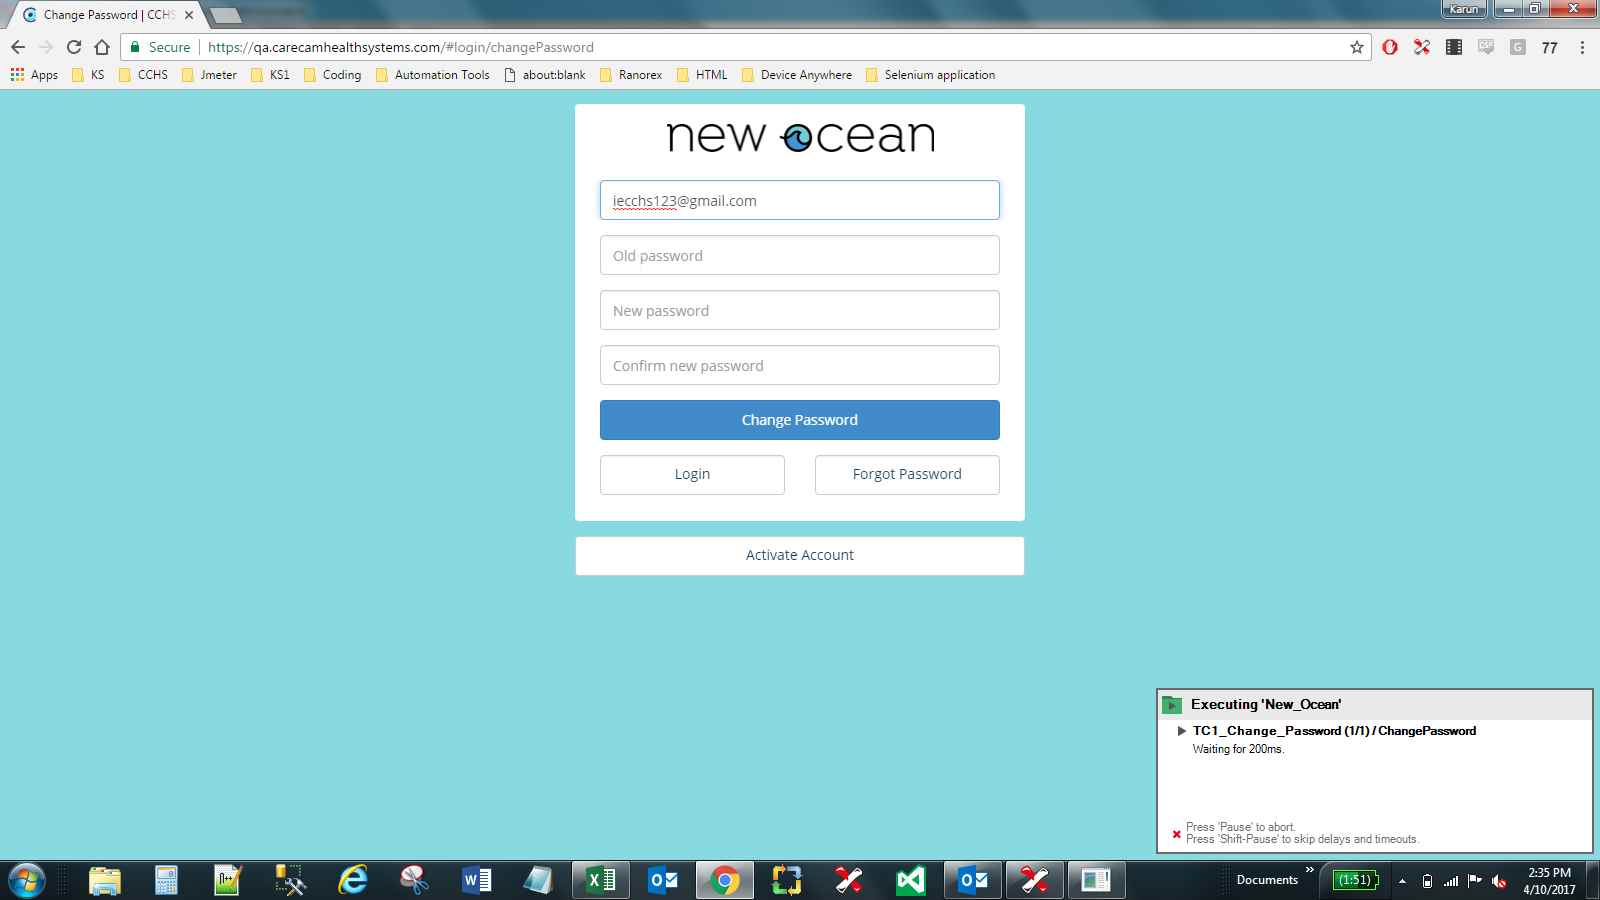 Change Password | CCHS
Karun
Secure
https://qa.carecamhealthsystems.com/#login/changePassword
77
Apps
KS
CCHS
Jmeter
KS1
Coding
Automation Tools
about:blank
Ranorex
HTML
Device Anywhere
Selenium application
new ocean
iecchs123@gmail.com
Old password
New password
Confirm new password
Change Password
Login
Forgot Password
Activate Account
Executing 'New_Ocean'
TC1_Change_Password (1/1) / ChangePassword
Waiting for 200ms.
Press 'Pause' to abort.
Press 'Shift-Pause' to skip delays and timeouts.
Documents
(1:51)
2:35 PM
4/10/2017